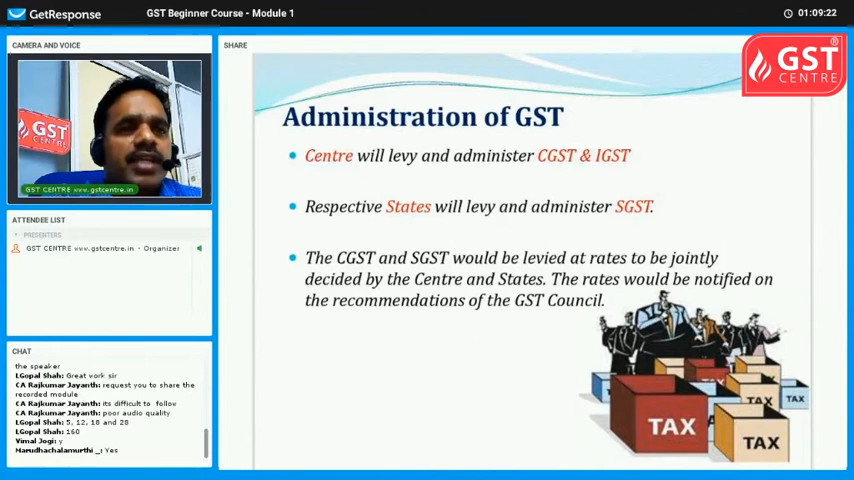 GetResponse
GST Beginner Course - Module 1
01:09:22
CAMERA AND VOICE
GST
CENTRE
GST CENTRE www.gstcentre.in
ATTENDEE LIST
PRESENTERS
GST CENTRE www.gstcentre.in - Organizer
CHAT
the speaker
LGopal Shah: Great work sir
CA Rajkumar Jayanth: request you to share the
recorded module
CA Rajkumar Jayanth: its difficult to follow
CA Rajkumar Jayanth: poor audio quality
LGopal Shah: 5, 12, 18 and 28
LGopal Shah: 160
Vimal Jogi: y
Marudhachalamurthi _: Yes
SHARE
GST
CENTRE
®
Administration of GST
• Centre will levy and administer CGST & IGST
• Respective States will levy and administer SGST.
• The CGST and SGST would be levied at rates to be jointly
decided by the Centre and States. The rates would be notified on
the recommendations of the GST Council.
TAX
TAX
TAX
TAX